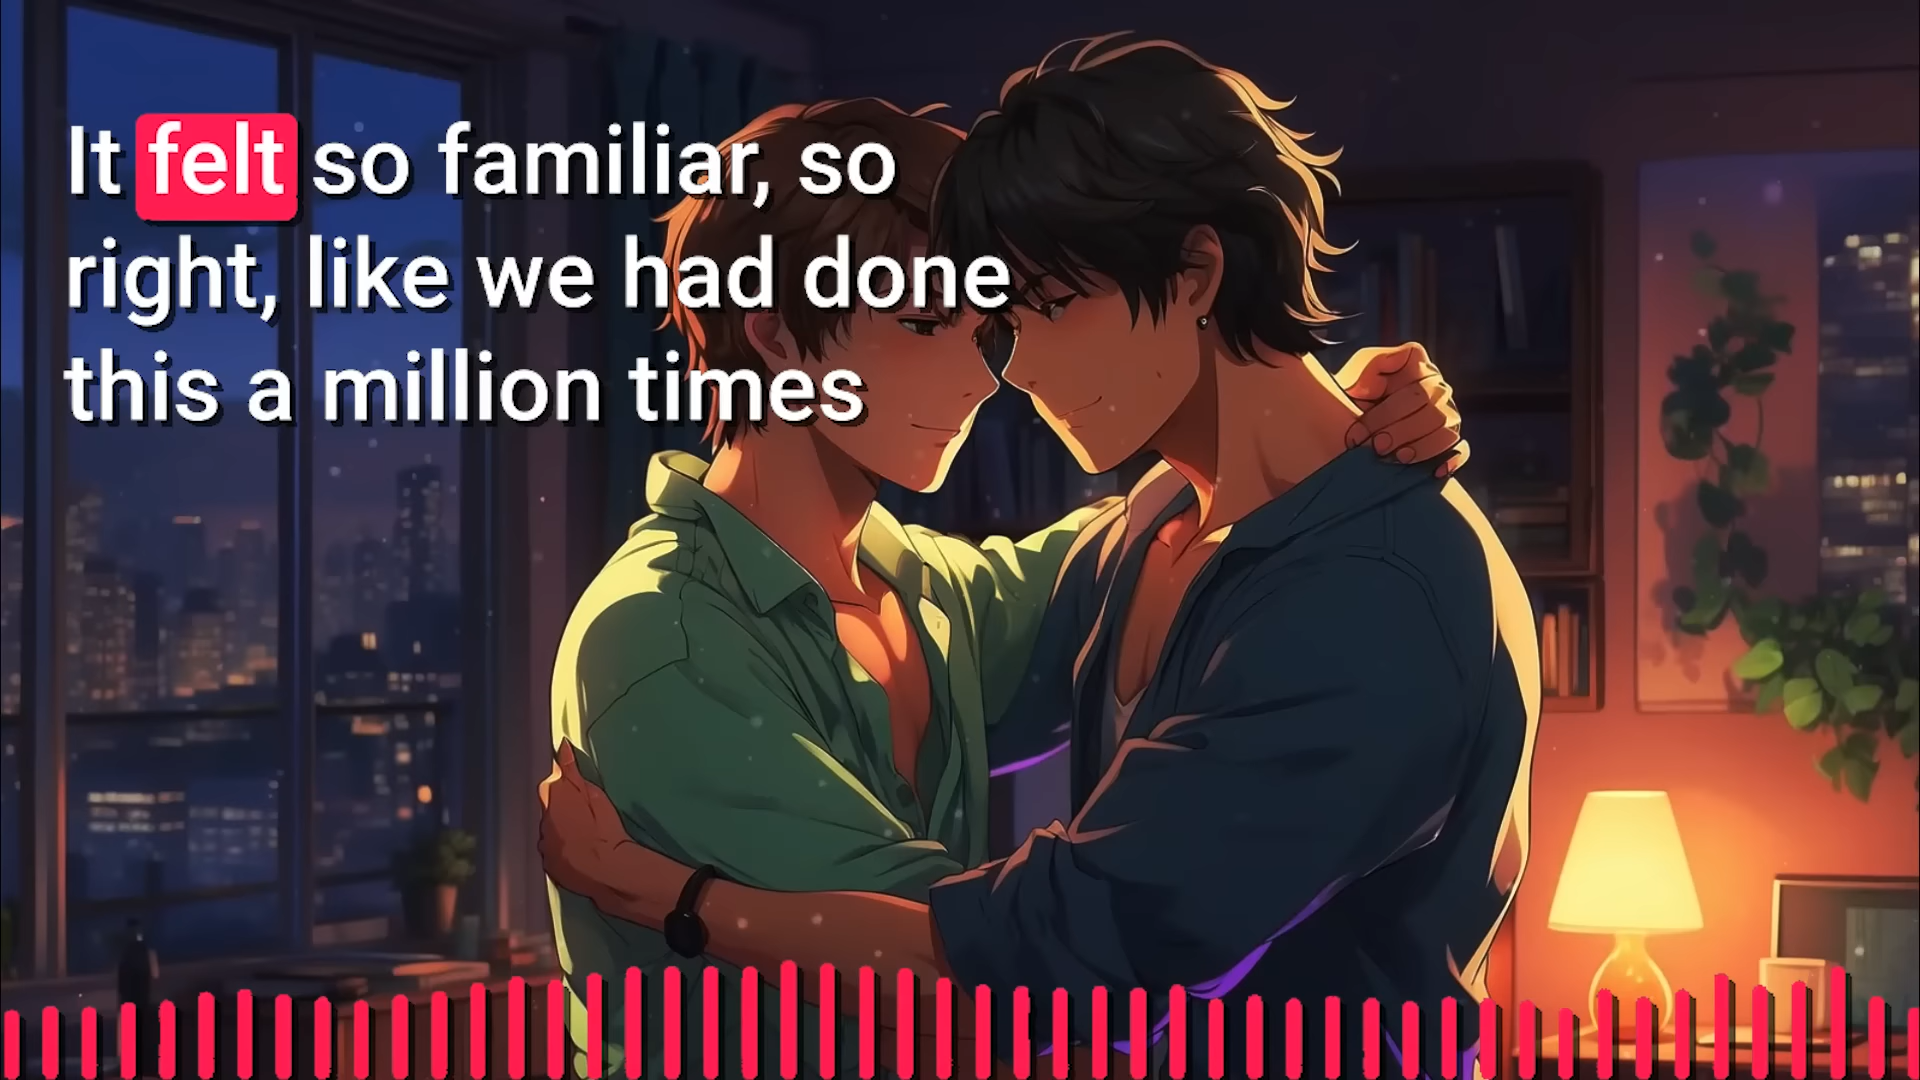 It felt so familiar, so
right, like we had done
this a million times